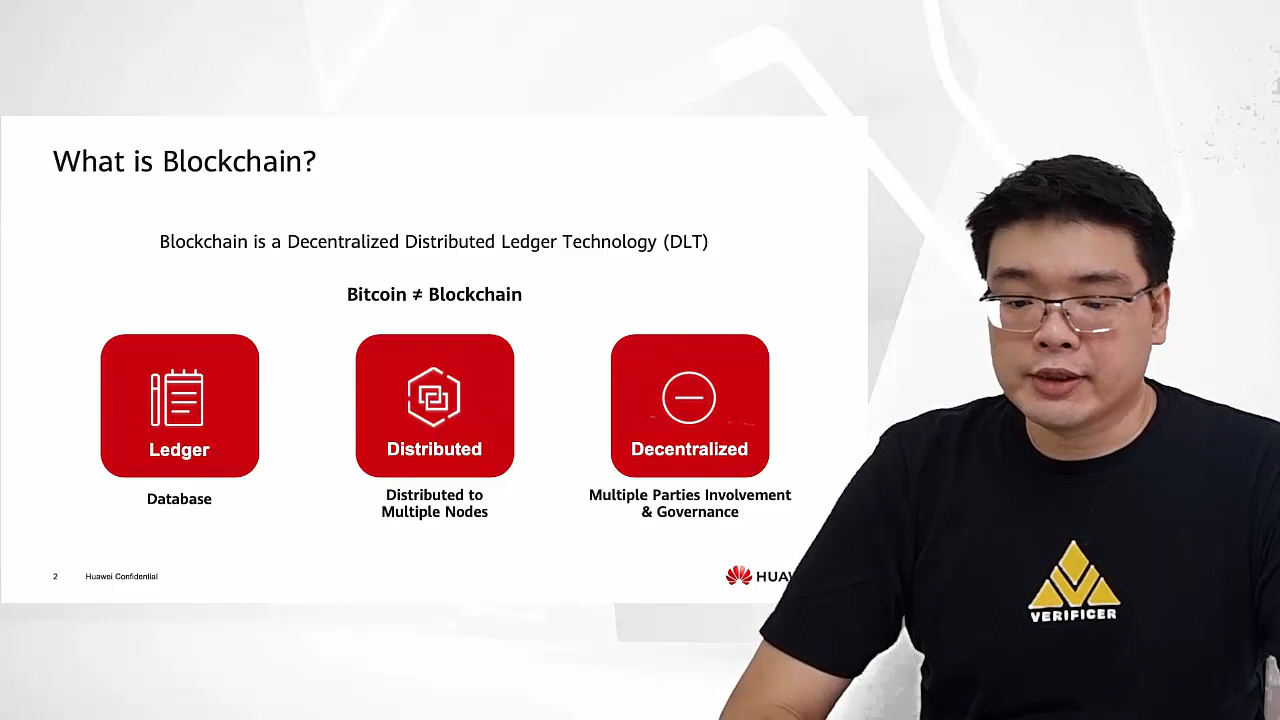 What is Blockchain?
Blockchain is a Decentralized Distributed Ledger Technology (DLT)
Bitcoin ≠ Blockchain
Ledger
Distributed
Decentralized
Database
Distributed to
Multiple Nodes
Multiple Parties Involvement
& Governance
2
Huawei Confidential
HUAW
VERIFICER